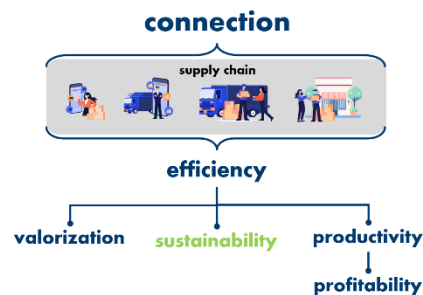 connection
supply chain
efficiency
valorization
sustainability
productivity
profitability